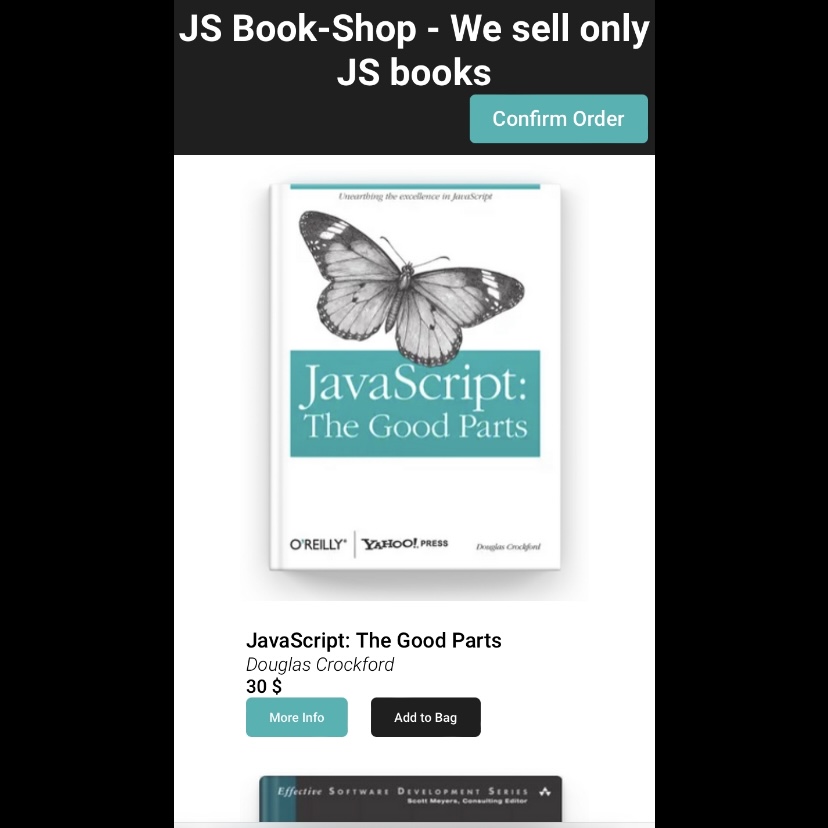 JS Book-Shop - We sell only
JS books
Confirm Order
Unearthing the excellence in JavaScript
JavaScript:
The Good Parts
O'REILLY®
YAHOO! PRESS
Douglas Crockford
JavaScript: The Good Parts
Douglas Crockford
30 $
More Info
Add to Bag
Effective SOFTWARE DEVELOPMENT SERIES
Scott Meyers, Consulting Editor